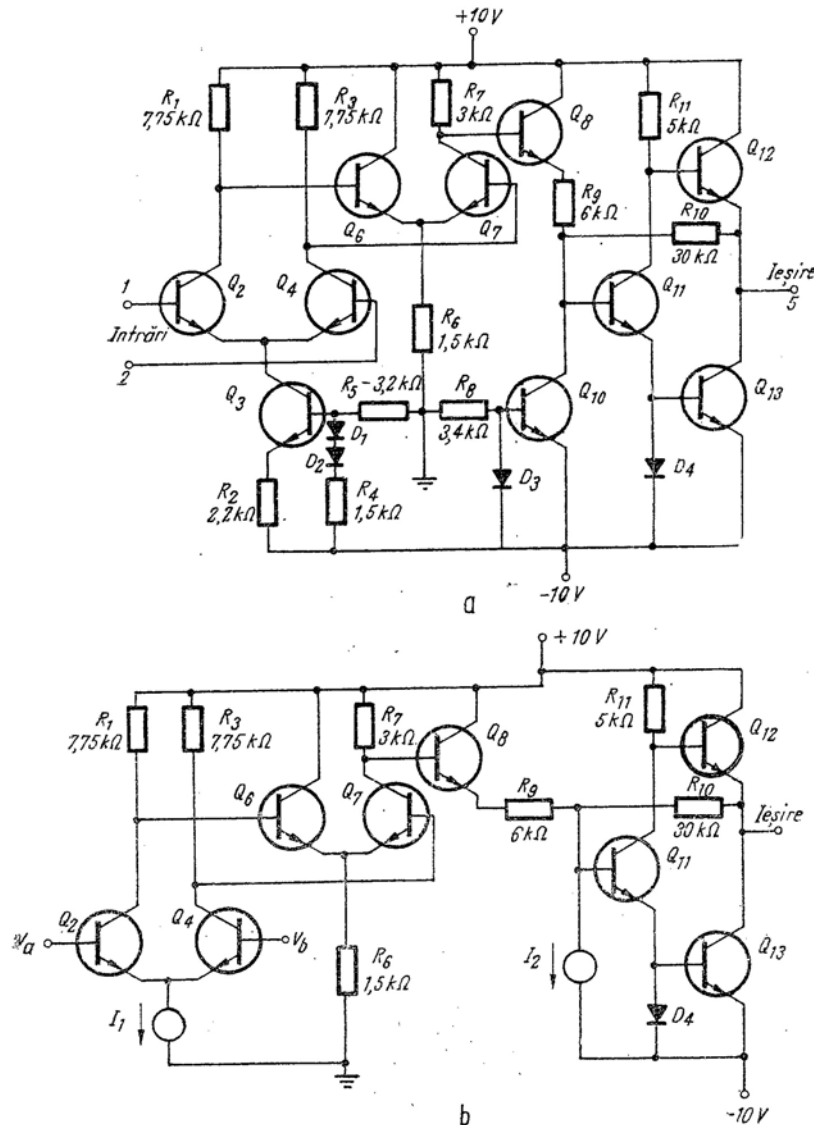 +10V
R1
7,75kΩ
R3
7,75kΩ
R7
3kΩ
Q8
R11
5kΩ
Q12
R9
6kΩ
R10
30kΩ
Q6
Q7
1
Q2
Q4
Q11
Ieșire
5
Intrări
2
R6
1,5kΩ
Q3
R5-3,2kΩ
R8
3,4kΩ
Q10
Q13
D1
D2
D3
D4
R2
2,2kΩ
R4
1,5kΩ
-10V
a
+10V
R1
7,75kΩ
R3
7,75kΩ
R7
3kΩ
Q8
R11
5kΩ
Q12
Q6
Q7
R9
6kΩ
R10
30kΩ
Ieșire
Q11
Q2
Q4
Va
Vb
R6
1,5kΩ
I2
Q13
I1
D4
-10V
b